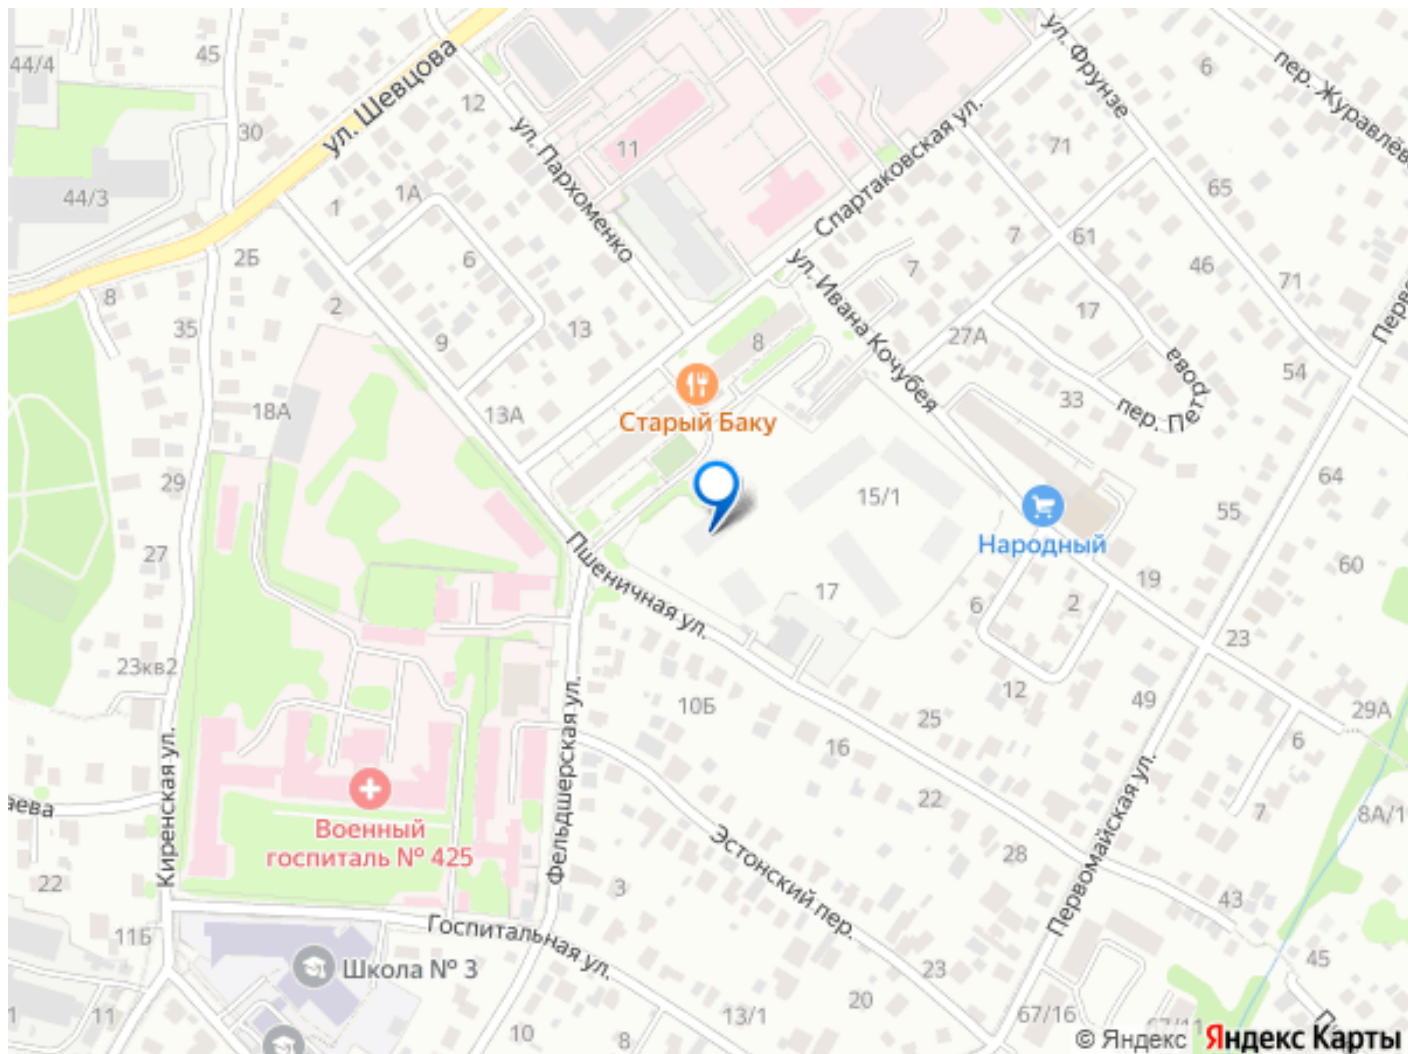 44/4
45
ул. Шевцова
12
30
44/3
1А
1
11
ул. Пархоменко
ул. Фрунзе
6
пер. Журавлёв
Спартаковская ул.
71
65
2Б
6
7
61
46
71
8
2
35
9
13
ул. Ивана Кочубея
7
17
27А
8
54
18А
13А
Старый Баку
33
пер. Петрова
29
15/1
64
55
27
Народный
60
Пшеничная ул.
17
6
2
19
23
23кв2
12
49
29А
10Б
25
6
16
Киренская ул.
Фельдшерская ул.
22
7
8А/1
Военный
госпиталь № 425
Эстонский пер.
28
Первомайская ул.
22
3
43
11Б
Госпитальная ул.
Школа № 3
23
45
20
11
10
8
13/1
67/16
© Яндекс
Яндекс Карты